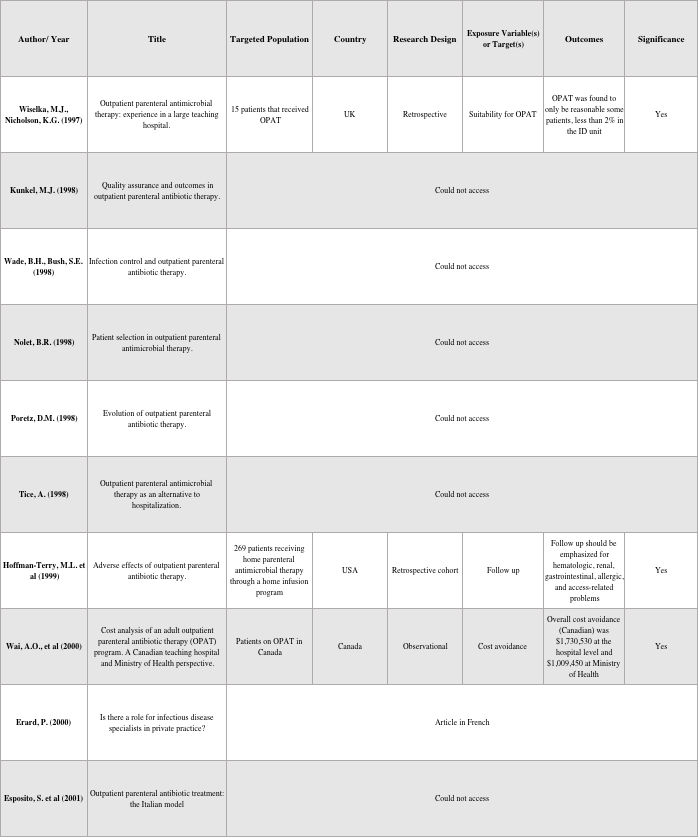 Author/ Year
Title
Targeted Population
Country
Research Design
Exposure Variable(s)
or Target(s)
Outcomes
Significance
Wiselka, M.J.,
Nicholson, K.G. (1997)
Outpatient parenteral antimicrobial
therapy: experience in a large teaching
hospital.
15 patients that received
OPAT
UK
Retrospective
Suitability for OPAT
OPAT was found to
only be reasonable some
patients, less than 2% in
the ID unit
Yes
Kunkel, M.J. (1998)
Quality assurance and outcomes in
outpatient parenteral antibiotic therapy.
Could not access
Wade, B.H., Bush, S.E.
(1998)
Infection control and outpatient parenteral
antibiotic therapy.
Could not access
Nolet, B.R. (1998)
Patient selection in outpatient parenteral
antimicrobial therapy.
Could not access
Poretz, D.M. (1998)
Evolution of outpatient parenteral
antibiotic therapy.
Could not access
Tice, A. (1998)
Outpatient parenteral antimicrobial
therapy as an alternative to
hospitalization.
Could not access
Hoffman-Terry, M.L. et
al (1999)
Adverse effects of outpatient parenteral
antibiotic therapy.
269 patients receiving
home parenteral
antimicrobial therapy
through a home infusion
program
USA
Retrospective cohort
Follow up
Follow up should be
emphasized for
hematologic, renal,
gastrointestinal, allergic,
and access-related
problems
Yes
Wai, A.O., et al (2000)
Cost analysis of an adult outpatient
parenteral antibiotic therapy (OPAT)
program. A Canadian teaching hospital
and Ministry of Health perspective.
Patients on OPAT in
Canada
Canada
Observational
Cost avoidance
Overall cost avoidance
(Canadian) was
$1,730,530 at the
hospital level and
$1,009,450 at Ministry
of Health
Yes
Erard, P. (2000)
Is there a role for infectious disease
specialists in private practice?
Article in French
Esposito, S. et al (2001)
Outpatient parenteral antibiotic treatment:
the Italian model
Could not access